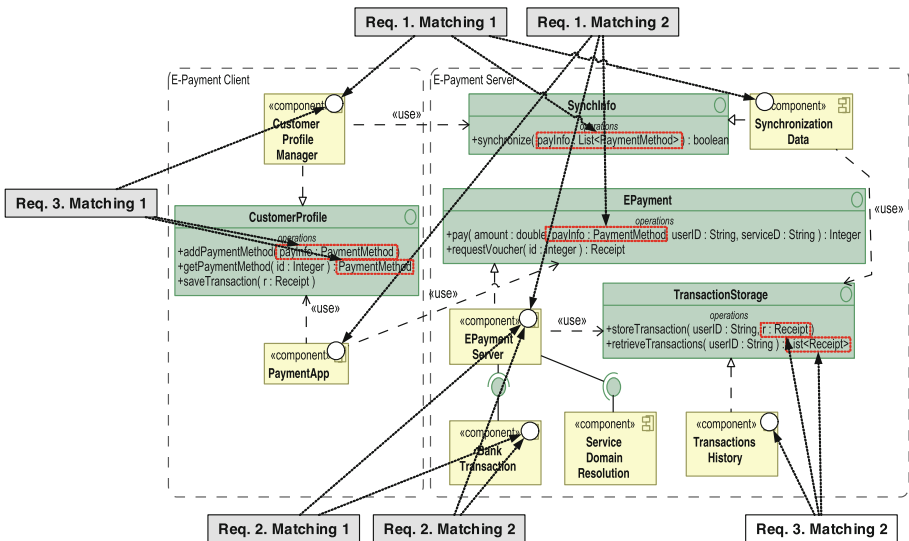 Req. 1. Matching 1
Req. 1. Matching 2
E-Payment Client
E-Payment Server
«component»
Customer
Profile
Manager
«use»
SynchInfo
operations
+synchronize( payInfo : List<PaymentMethod> ) : boolean
component»
Synchronization
Data
Req. 3. Matching 1
«use»
CustomerProfile
operations
+addPaymentMethod( payInfo : PaymentMethod )
+getPaymentMethod( id : Integer ) : PaymentMethod
+saveTransaction( r : Receipt )
EPayment
operations
+pay( amount : double, payInfo : PaymentMethod, userID : String, serviceD : String ) : Integer
+requestVoucher( id : Integer ) : Receipt
«use»
«use»
TransactionStorage
operations
+storeTransaction( userID : String, r : Receipt )
+retrieveTransactions( userID : String ) : List<Receipt>
«component»
EPayment
Server
«use»
«component»
PaymentApp
«component»
Bank
Transaction
«component»
Service
Domain
Resolution
«component»
Transactions
History
Req. 2. Matching 1
Req. 2. Matching 2
Req. 3. Matching 2